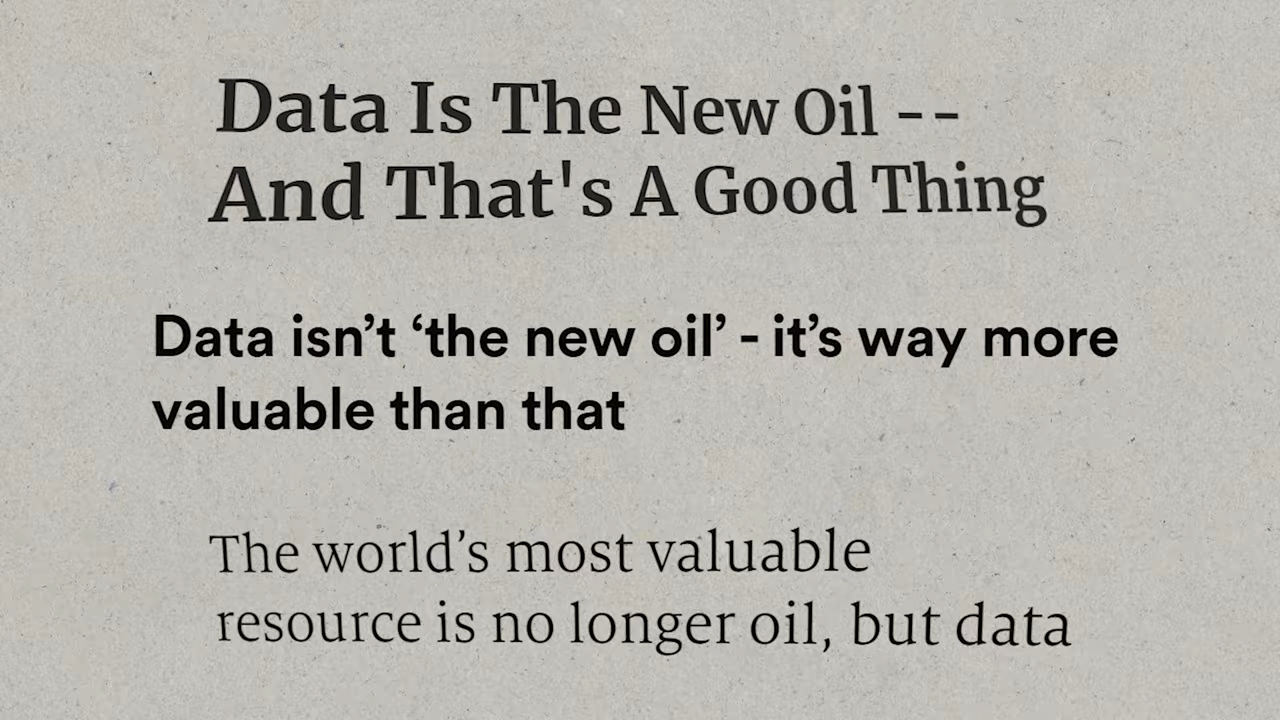 Data Is The New Oil --
And That's A Good Thing
Data isn’t ‘the new oil’ - it’s way more
valuable than that
The world’s most valuable
resource is no longer oil, but data